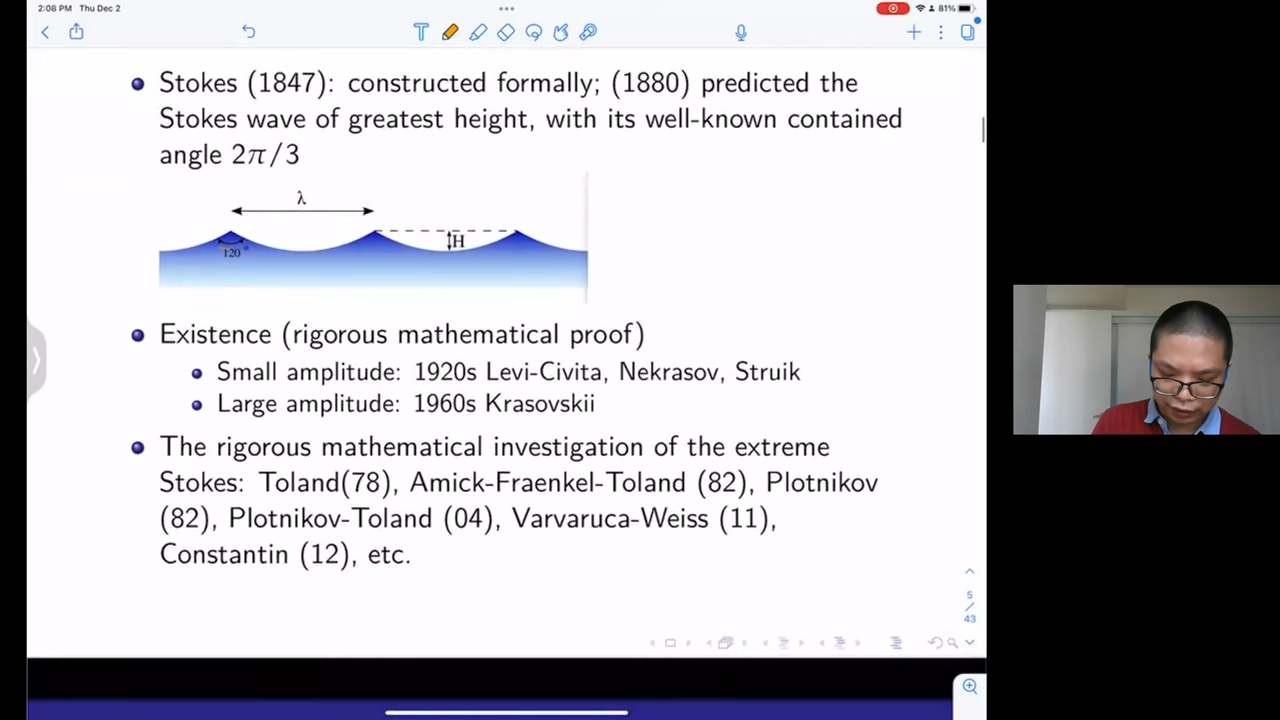 2:08 PM Thu Dec 2
81%
Stokes (1847): constructed formally; (1880) predicted the
Stokes wave of greatest height, with its well-known contained
angle 2π/3
λ
H
120°
Existence (rigorous mathematical proof)
Small amplitude: 1920s Levi-Civita, Nekrasov, Struik
Large amplitude: 1960s Krasovskii
The rigorous mathematical investigation of the extreme
Stokes: Toland(78), Amick-Fraenkel-Toland (82), Plotnikov
(82), Plotnikov-Toland (04), Varvaruca-Weiss (11),
Constantin (12), etc.
5
/
43